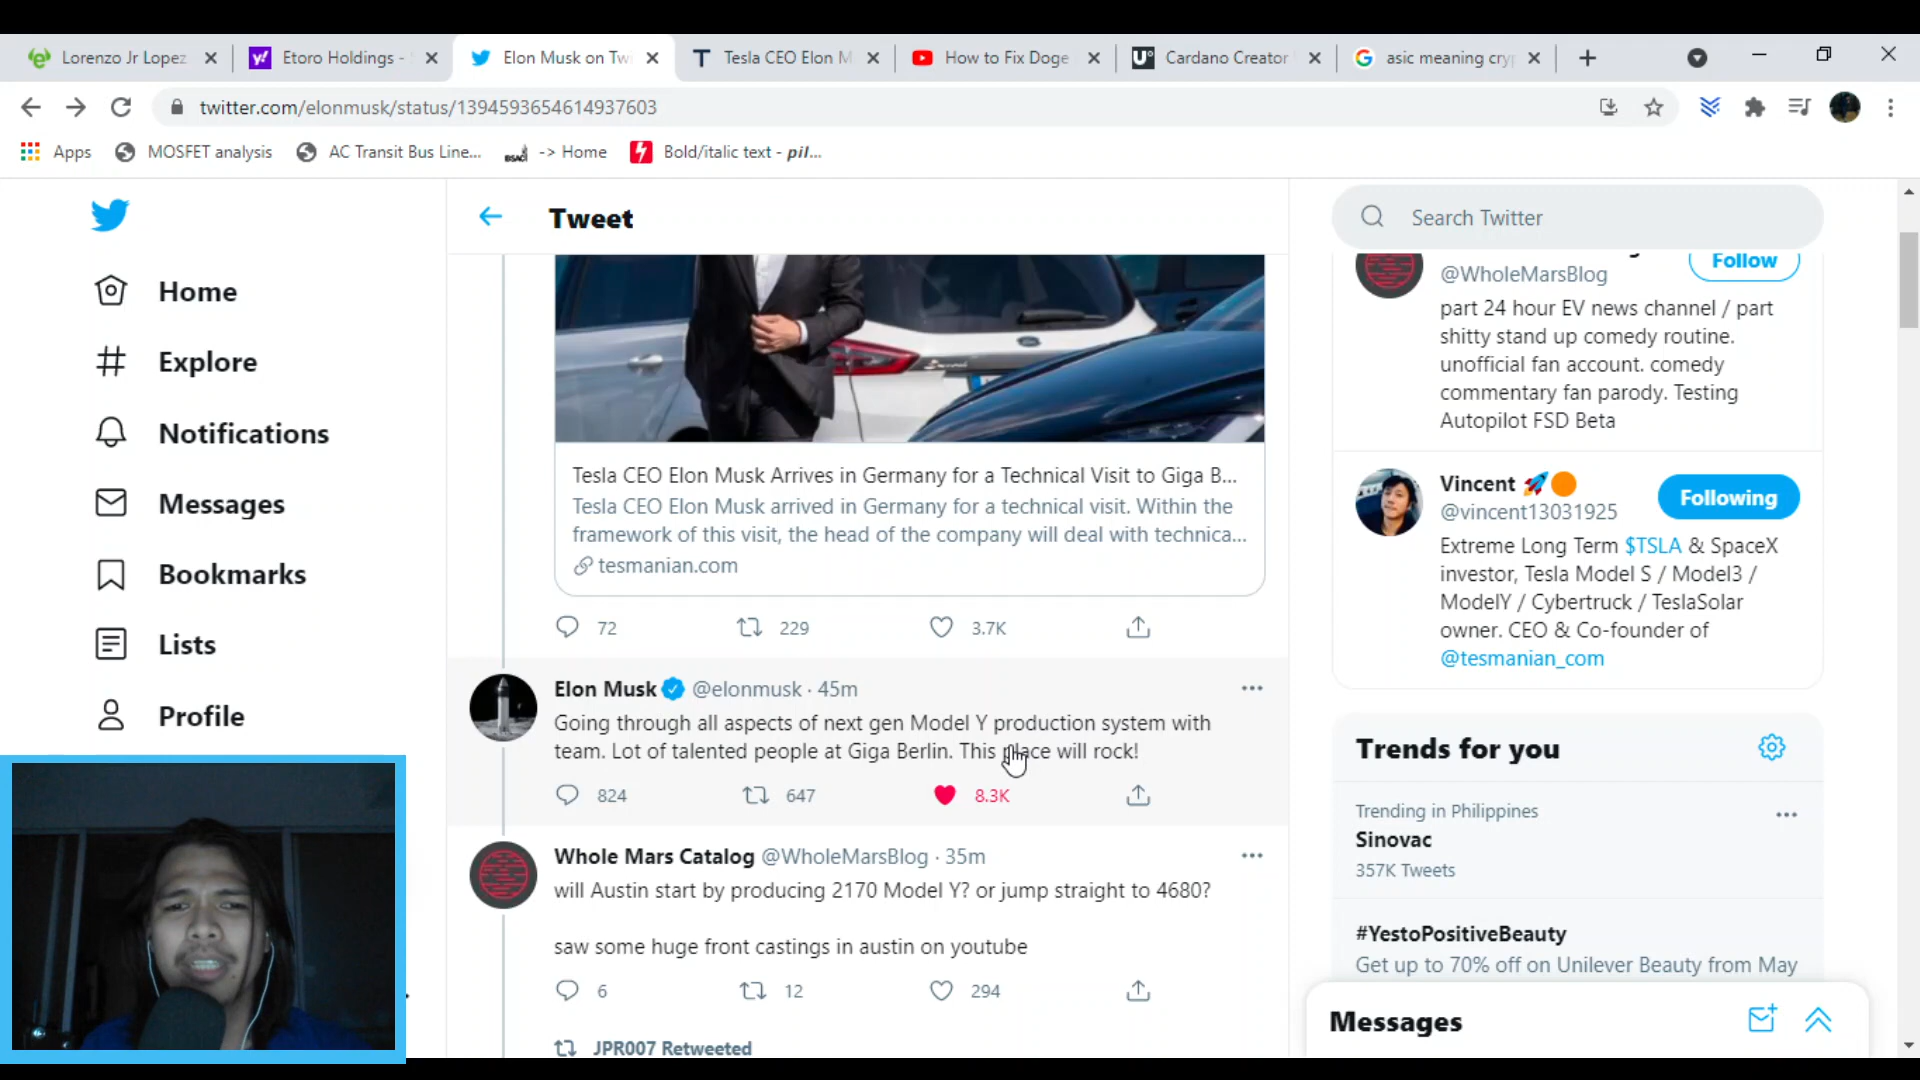 Lorenzo Jr Lopez
Etoro Holdings -
Elon Musk on Twi
Tesla CEO Elon M
How to Fix Doge
Cardano Creator
asic meaning cryp
twitter.com/elonmusk/status/1394593654614937603
Apps
MOSFET analysis
AC Transit Bus Line...
-> Home
Bold/italic text - pil...
Tweet
Search Twitter
Home
Explore
Notifications
Messages
Bookmarks
Lists
Profile
Tesla CEO Elon Musk Arrives in Germany for a Technical Visit to Giga B...
Tesla CEO Elon Musk arrived in Germany for a technical visit. Within the
framework of this visit, the head of the company will deal with technica...
tesmanian.com
72 229 3.7K
Elon Musk @elonmusk · 45m
Going through all aspects of next gen Model Y production system with
team. Lot of talented people at Giga Berlin. This place will rock!
824 647 8.3K
Whole Mars Catalog @WholeMarsBlog · 35m
will Austin start by producing 2170 Model Y? or jump straight to 4680?
saw some huge front castings in austin on youtube
6 12 294
JPR007 Retweeted
Follow
@WholeMarsBlog
part 24 hour EV news channel / part
shitty stand up comedy routine.
unofficial fan account. comedy
commentary fan parody. Testing
Autopilot FSD Beta
Vincent
Following
@vincent13031925
Extreme Long Term $TSLA & SpaceX
investor, Tesla Model S / Model3 /
ModelY / Cybertruck / TeslaSolar
owner. CEO & Co-founder of
@tesmanian_com
Trends for you
Trending in Philippines
Sinovac
357K Tweets
#YestoPositiveBeauty
Get up to 70% off on Unilever Beauty from May
Messages